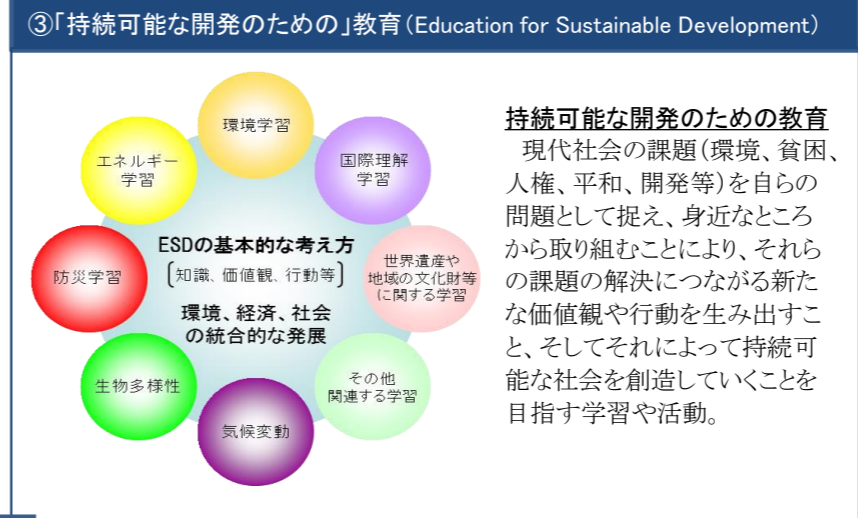 ③「持続可能な開発のための」教育(Education for Sustainable Development)
環境学習
エネルギー
学習
国際理解
学習
防災学習
ESDの基本的な考え方
[知識、価値観、行動等]
環境、経済、社会
の統合的な発展
世界遺産や
地域の文化財等
に関する学習
生物多様性
その他
関連する学習
気候変動
持続可能な開発のための教育
現代社会の課題(環境、貧困、
人権、平和、開発等)を自らの
問題として捉え、身近なところ
から取り組むことにより、それら
の課題の解決につながる新た
な価値観や行動を生み出すこ
と、そしてそれによって持続可
能な社会を創造していくことを
目指す学習や活動。